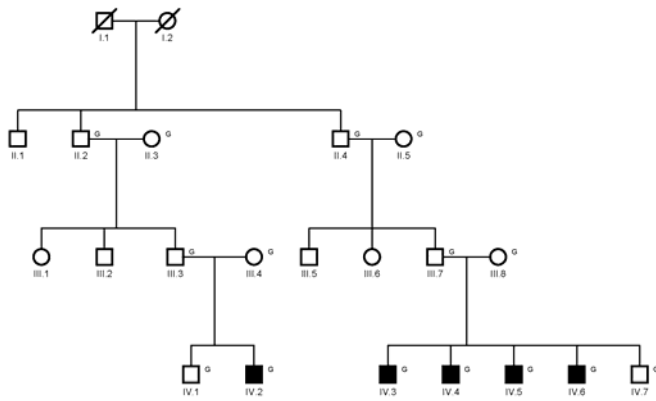 I.1 I.2
G G G G
II.1 II.2 II.3 II.4 II.5
G G G G
III.1 III.2 III.3 III.4 III.5 III.6 III.7 III.8
G G G G G G G
IV.1 IV.2 IV.3 IV.4 IV.5 IV.6 IV.7